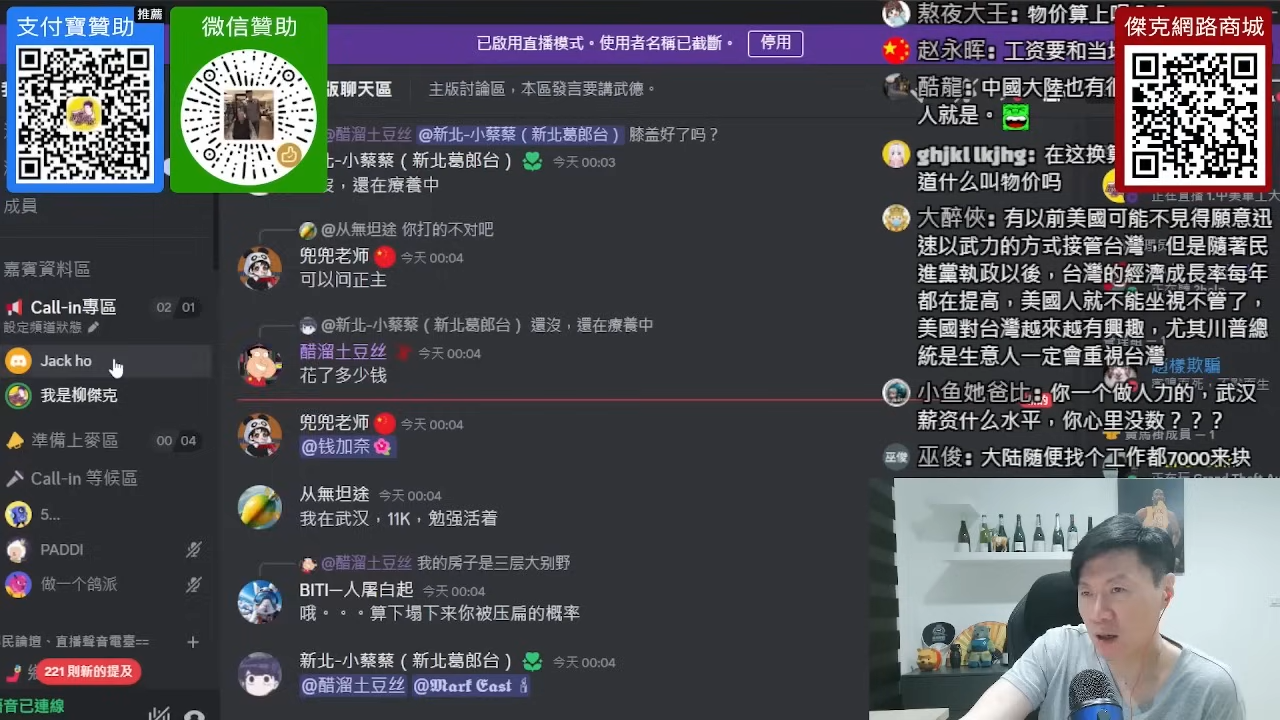 支付寶贊助
推薦
微信贊助
已啟用直播模式。使用者名稱已截斷。
停用
傑克網路商城
版聊天區
主版討論區，本區發言要講武德。
成員
嘉賓資料區
Call-in專區 02 01
設定頻道狀態
Jack ho
我是柳傑克
準備上麥區 00 04
Call-in 等候區
5...
PADDI
做一个鸽派
民論壇、直播聲音電臺==
221 則新的提及
音已連線
@醋溜土豆丝 @新北-小蔡蔡 ( 新北葛郎台 ) 膝盖好了吗？
北-小蔡蔡 ( 新北葛郎台 ) 今天 00:03
，還在療養中
@从無坦途 你打的不对吧
兜兜老师 今天 00:04
可以问正主
@新北-小蔡蔡 ( 新北葛郎台 ) 還沒，還在療養中
醋溜土豆丝 今天 00:04
花了多少钱
兜兜老师 今天 00:04
@钱加奈
从無坦途 今天 00:04
我在武汉，11K，勉强活着
@醋溜土豆丝 我的房子是三层大别野
BITI—人屠白起 今天 00:04
哦。。。算下塌下来你被压扁的概率
新北-小蔡蔡 ( 新北葛郎台 ) 今天 00:04
@醋溜土豆丝 @Mark East
熬夜大王: 物价算上
赵永晖: 工资要和当
酷龍: 中國大陸也有很
人就是。
ghjkl lkjhg: 在这换算
道什么叫物价吗
大醉俠: 有以前美國可能不見得願意迅
速以武力的方式接管台灣，但是隨著民
進黨執政以後，台灣的經濟成長率每年
都在提高，美國人就不能坐視不管了，
美國對台灣越來越有興趣，尤其川普總
統是生意人一定會重視台灣
小鱼她爸比: 你一个做人力的，武汉
薪资什么水平，你心里没数？？？
巫俊: 大陆随便找个工作都7000来块
這樣欺騙